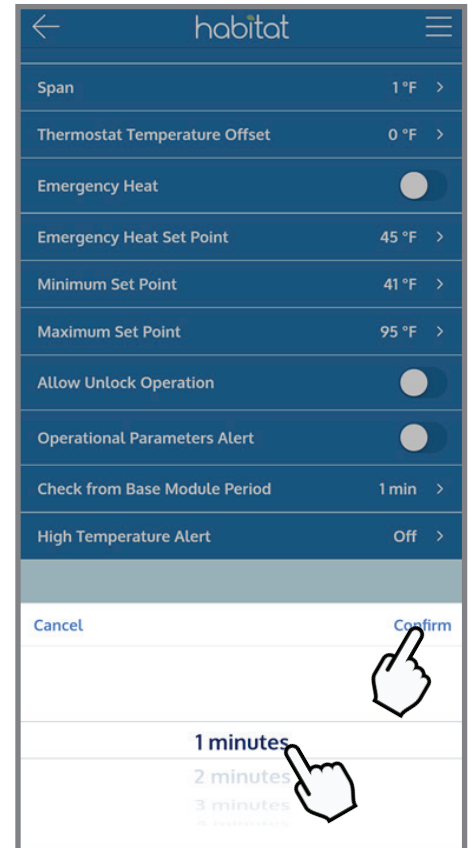 habitat
Span 1 °F >
Thermostat Temperature Offset 0 °F >
Emergency Heat
Emergency Heat Set Point 45 °F >
Minimum Set Point 41 °F >
Maximum Set Point 95 °F >
Allow Unlock Operation
Operational Parameters Alert
Check from Base Module Period 1 min >
High Temperature Alert Off >
Cancel Confirm
1 minutes
2 minutes
3 minutes